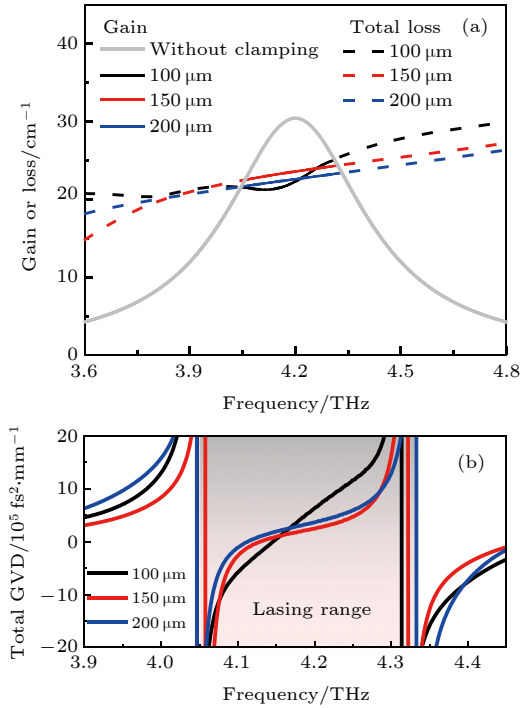 (a)
Gain
Without clamping
100 μm
150 μm
200 μm
Total loss
100 μm
150 μm
200 μm
Gain or loss/cm⁻¹
40
30
20
10
0
3.6
3.9
4.2
4.5
4.8
Frequency/THz
(b)
Total GVD/10⁵ fs²·mm⁻¹
20
10
0
−10
−20
100 μm
150 μm
200 μm
Lasing range
3.9
4.0
4.1
4.2
4.3
4.4
Frequency/THz